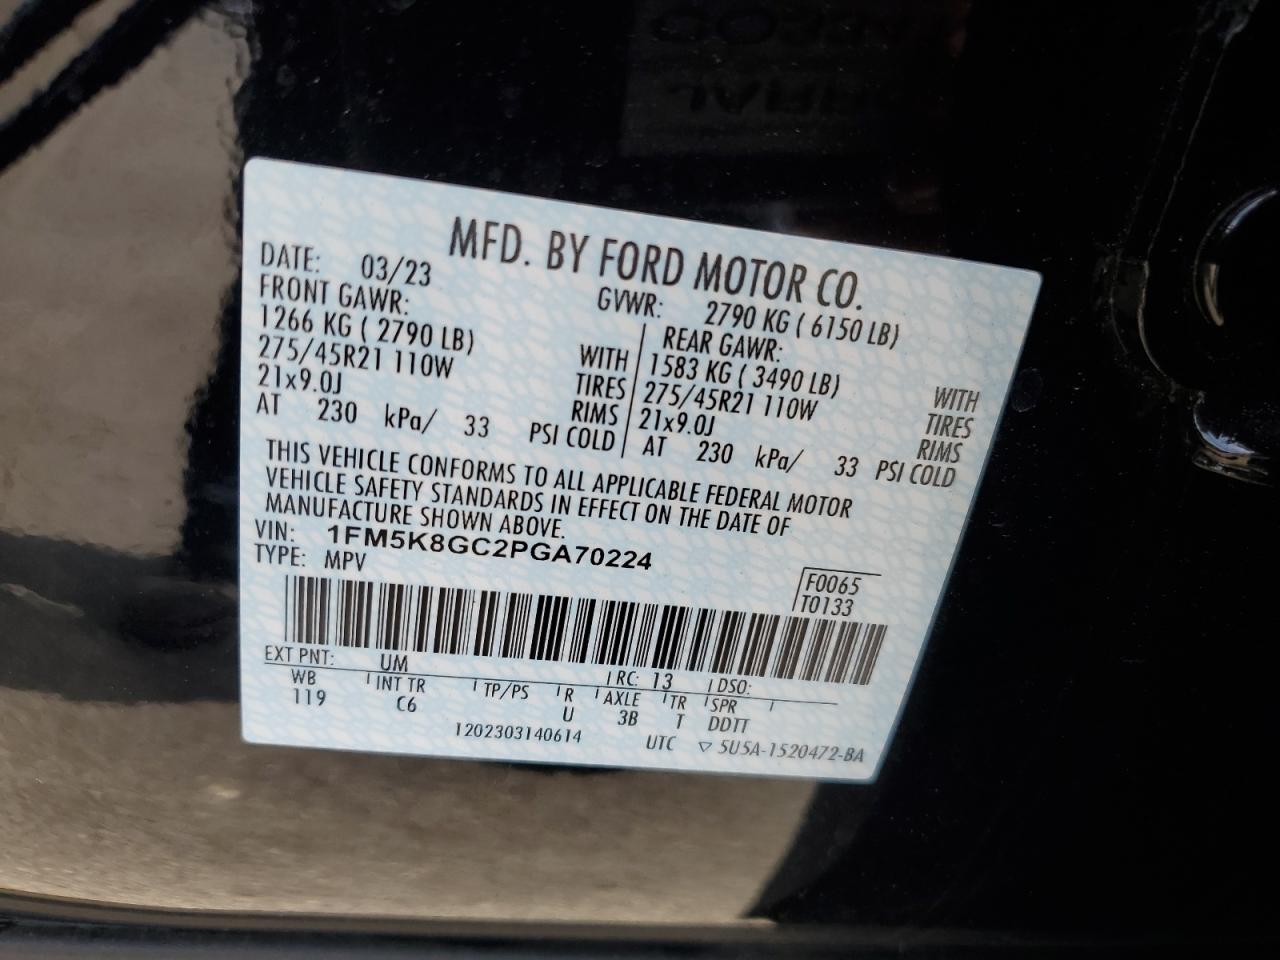 MFD. BY FORD MOTOR CO.
DATE: 03/23 GVWR: 2790 KG ( 6150 LB)
FRONT GAWR: REAR GAWR:
1266 KG ( 2790 LB) WITH 1583 KG ( 3490 LB) WITH
275/45R21 110W TIRES 275/45R21 110W TIRES
21x9.0J RIMS 21x9.0J RIMS
AT 230 kPa/ 33 PSI COLD AT 230 kPa/ 33 PSI COLD
THIS VEHICLE CONFORMS TO ALL APPLICABLE FEDERAL MOTOR
VEHICLE SAFETY STANDARDS IN EFFECT ON THE DATE OF
MANUFACTURE SHOWN ABOVE.
VIN: 1FM5K8GC2PGA70224
TYPE: MPV
F0065
T0133
EXT PNT: UM RC: 13 DSO:
WB INT TR TP/PS R AXLE TR SPR
119 C6 U 3B T DDTT
1202303140614 UTC ▽ 5U5A-1520472-BA